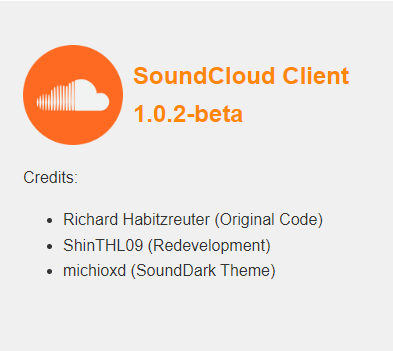 SoundCloud Client
1.0.2-beta
Credits:
• Richard Habitzreuter (Original Code)
• ShinTHL09 (Redevelopment)
• michioxd (SoundDark Theme)